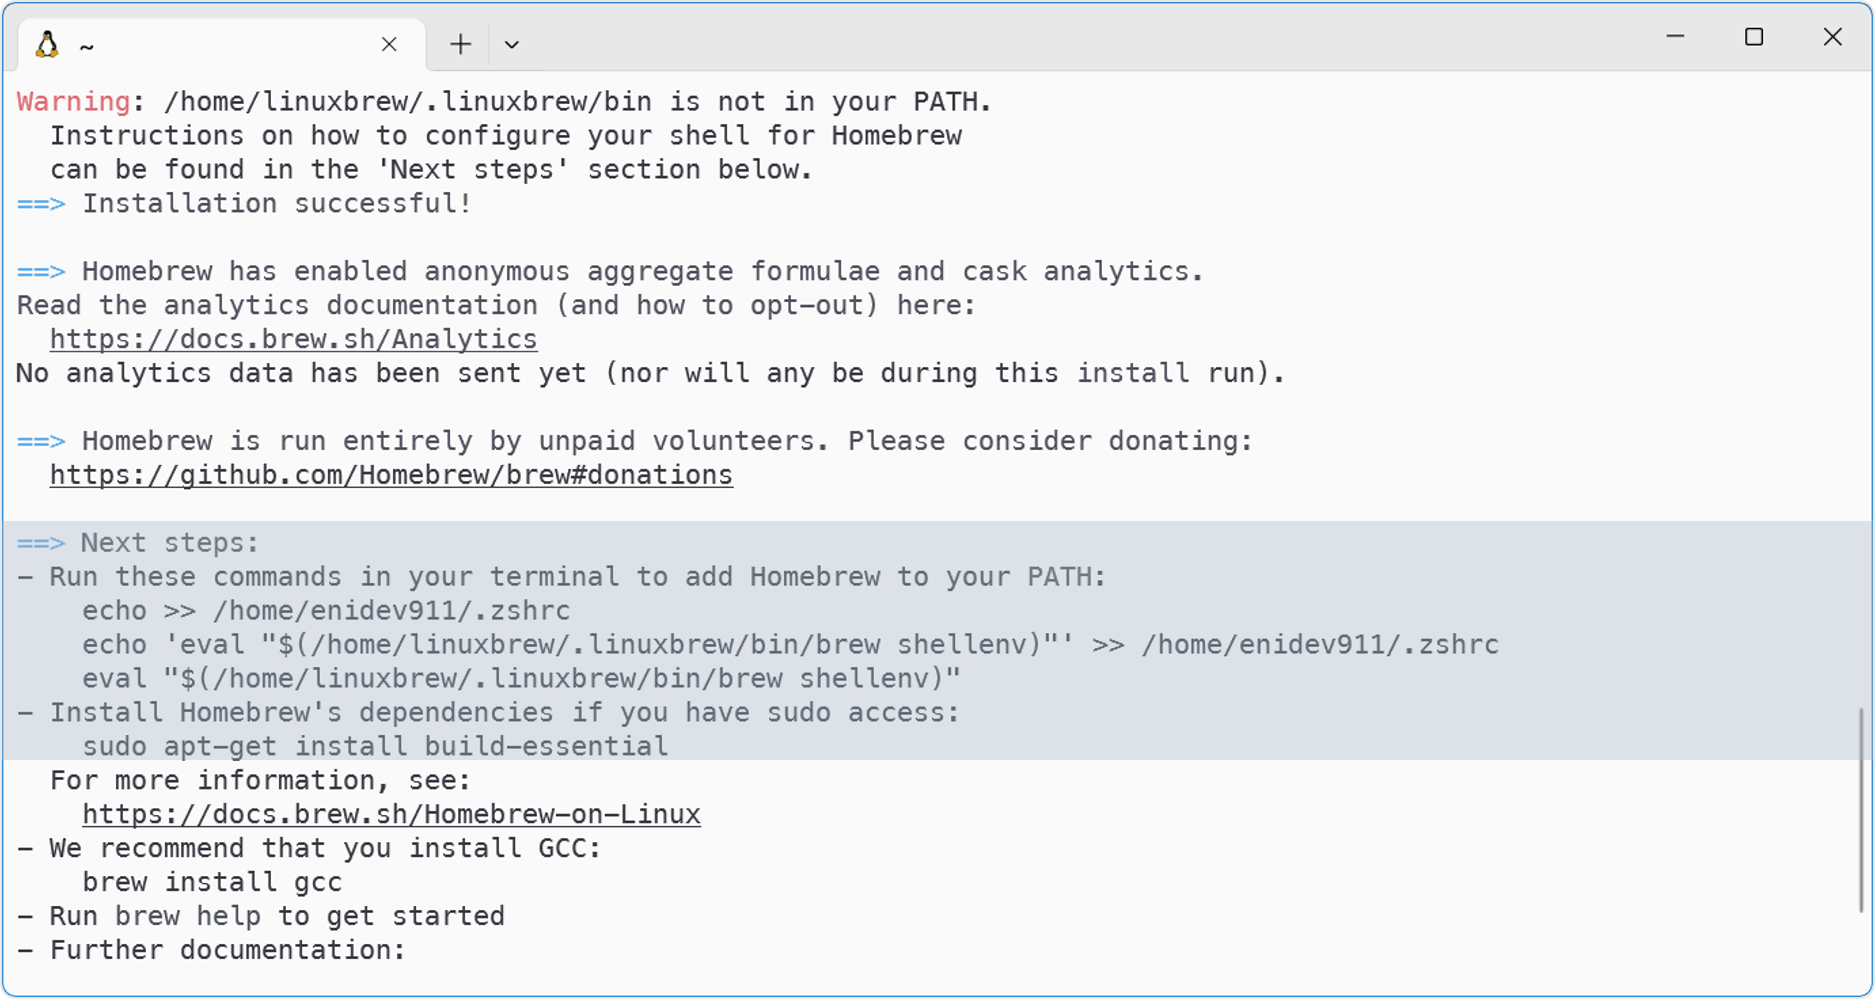 ~
Warning: /home/linuxbrew/.linuxbrew/bin is not in your PATH.
  Instructions on how to configure your shell for Homebrew
  can be found in the 'Next steps' section below.
==> Installation successful!

==> Homebrew has enabled anonymous aggregate formulae and cask analytics.
Read the analytics documentation (and how to opt-out) here:
  https://docs.brew.sh/Analytics
No analytics data has been sent yet (nor will any be during this install run).

==> Homebrew is run entirely by unpaid volunteers. Please consider donating:
  https://github.com/Homebrew/brew#donations

==> Next steps:
- Run these commands in your terminal to add Homebrew to your PATH:
    echo >> /home/enidev911/.zshrc
    echo 'eval "$(/home/linuxbrew/.linuxbrew/bin/brew shellenv)"' >> /home/enidev911/.zshrc
    eval "$(/home/linuxbrew/.linuxbrew/bin/brew shellenv)"
- Install Homebrew's dependencies if you have sudo access:
    sudo apt-get install build-essential
  For more information, see:
    https://docs.brew.sh/Homebrew-on-Linux
- We recommend that you install GCC:
    brew install gcc
- Run brew help to get started
- Further documentation: